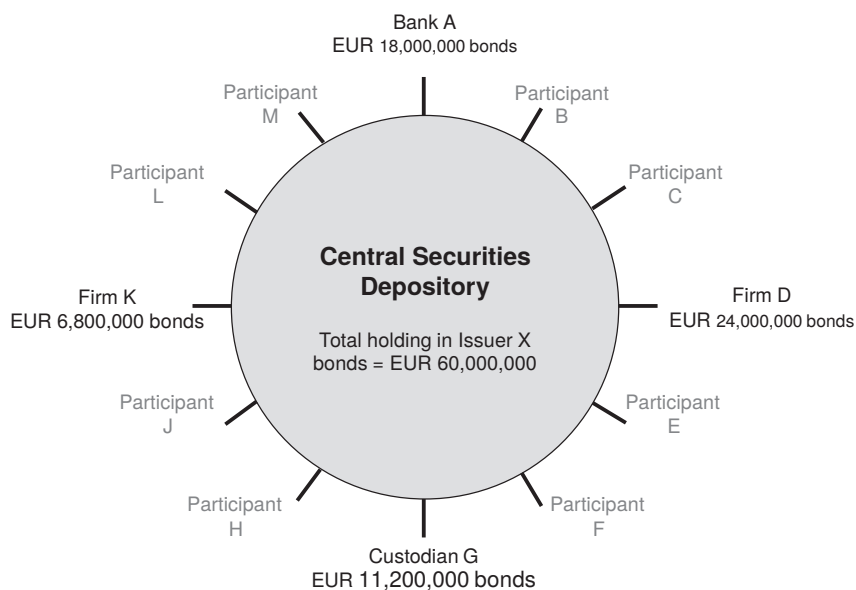 Bank A
EUR 18,000,000 bonds
Participant
M
Participant
B
Participant
L
Participant
C
Central Securities
Depository
Firm K
EUR 6,800,000 bonds
Firm D
EUR 24,000,000 bonds
Total holding in Issuer X
bonds = EUR 60,000,000
Participant
J
Participant
E
Participant
H
Participant
F
Custodian G
EUR 11,200,000 bonds